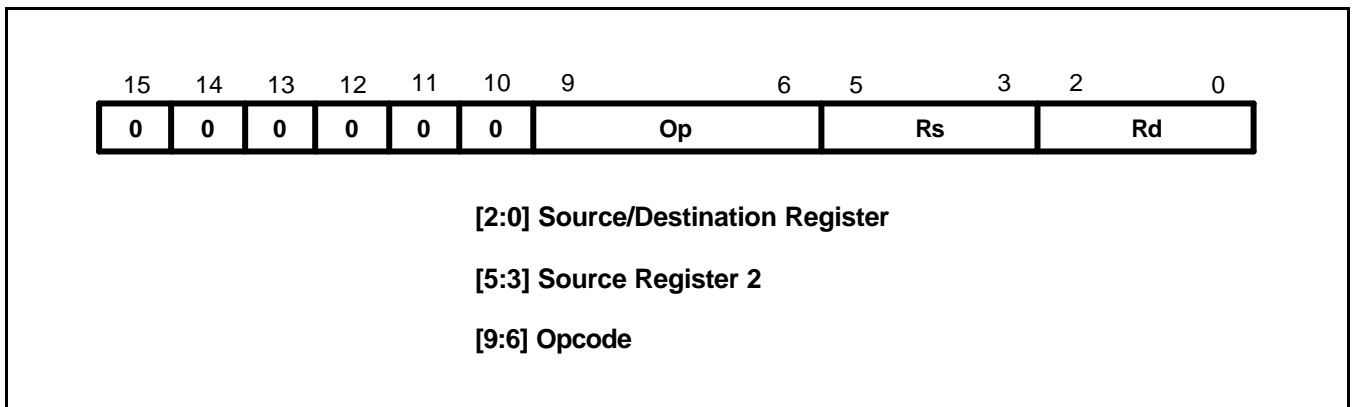 15 14 13 12 11 10 9 6 5 3 2 0
0 0 0 0 0 0 Op Rs Rd
[2:0] Source/Destination Register
[5:3] Source Register 2
[9:6] Opcode